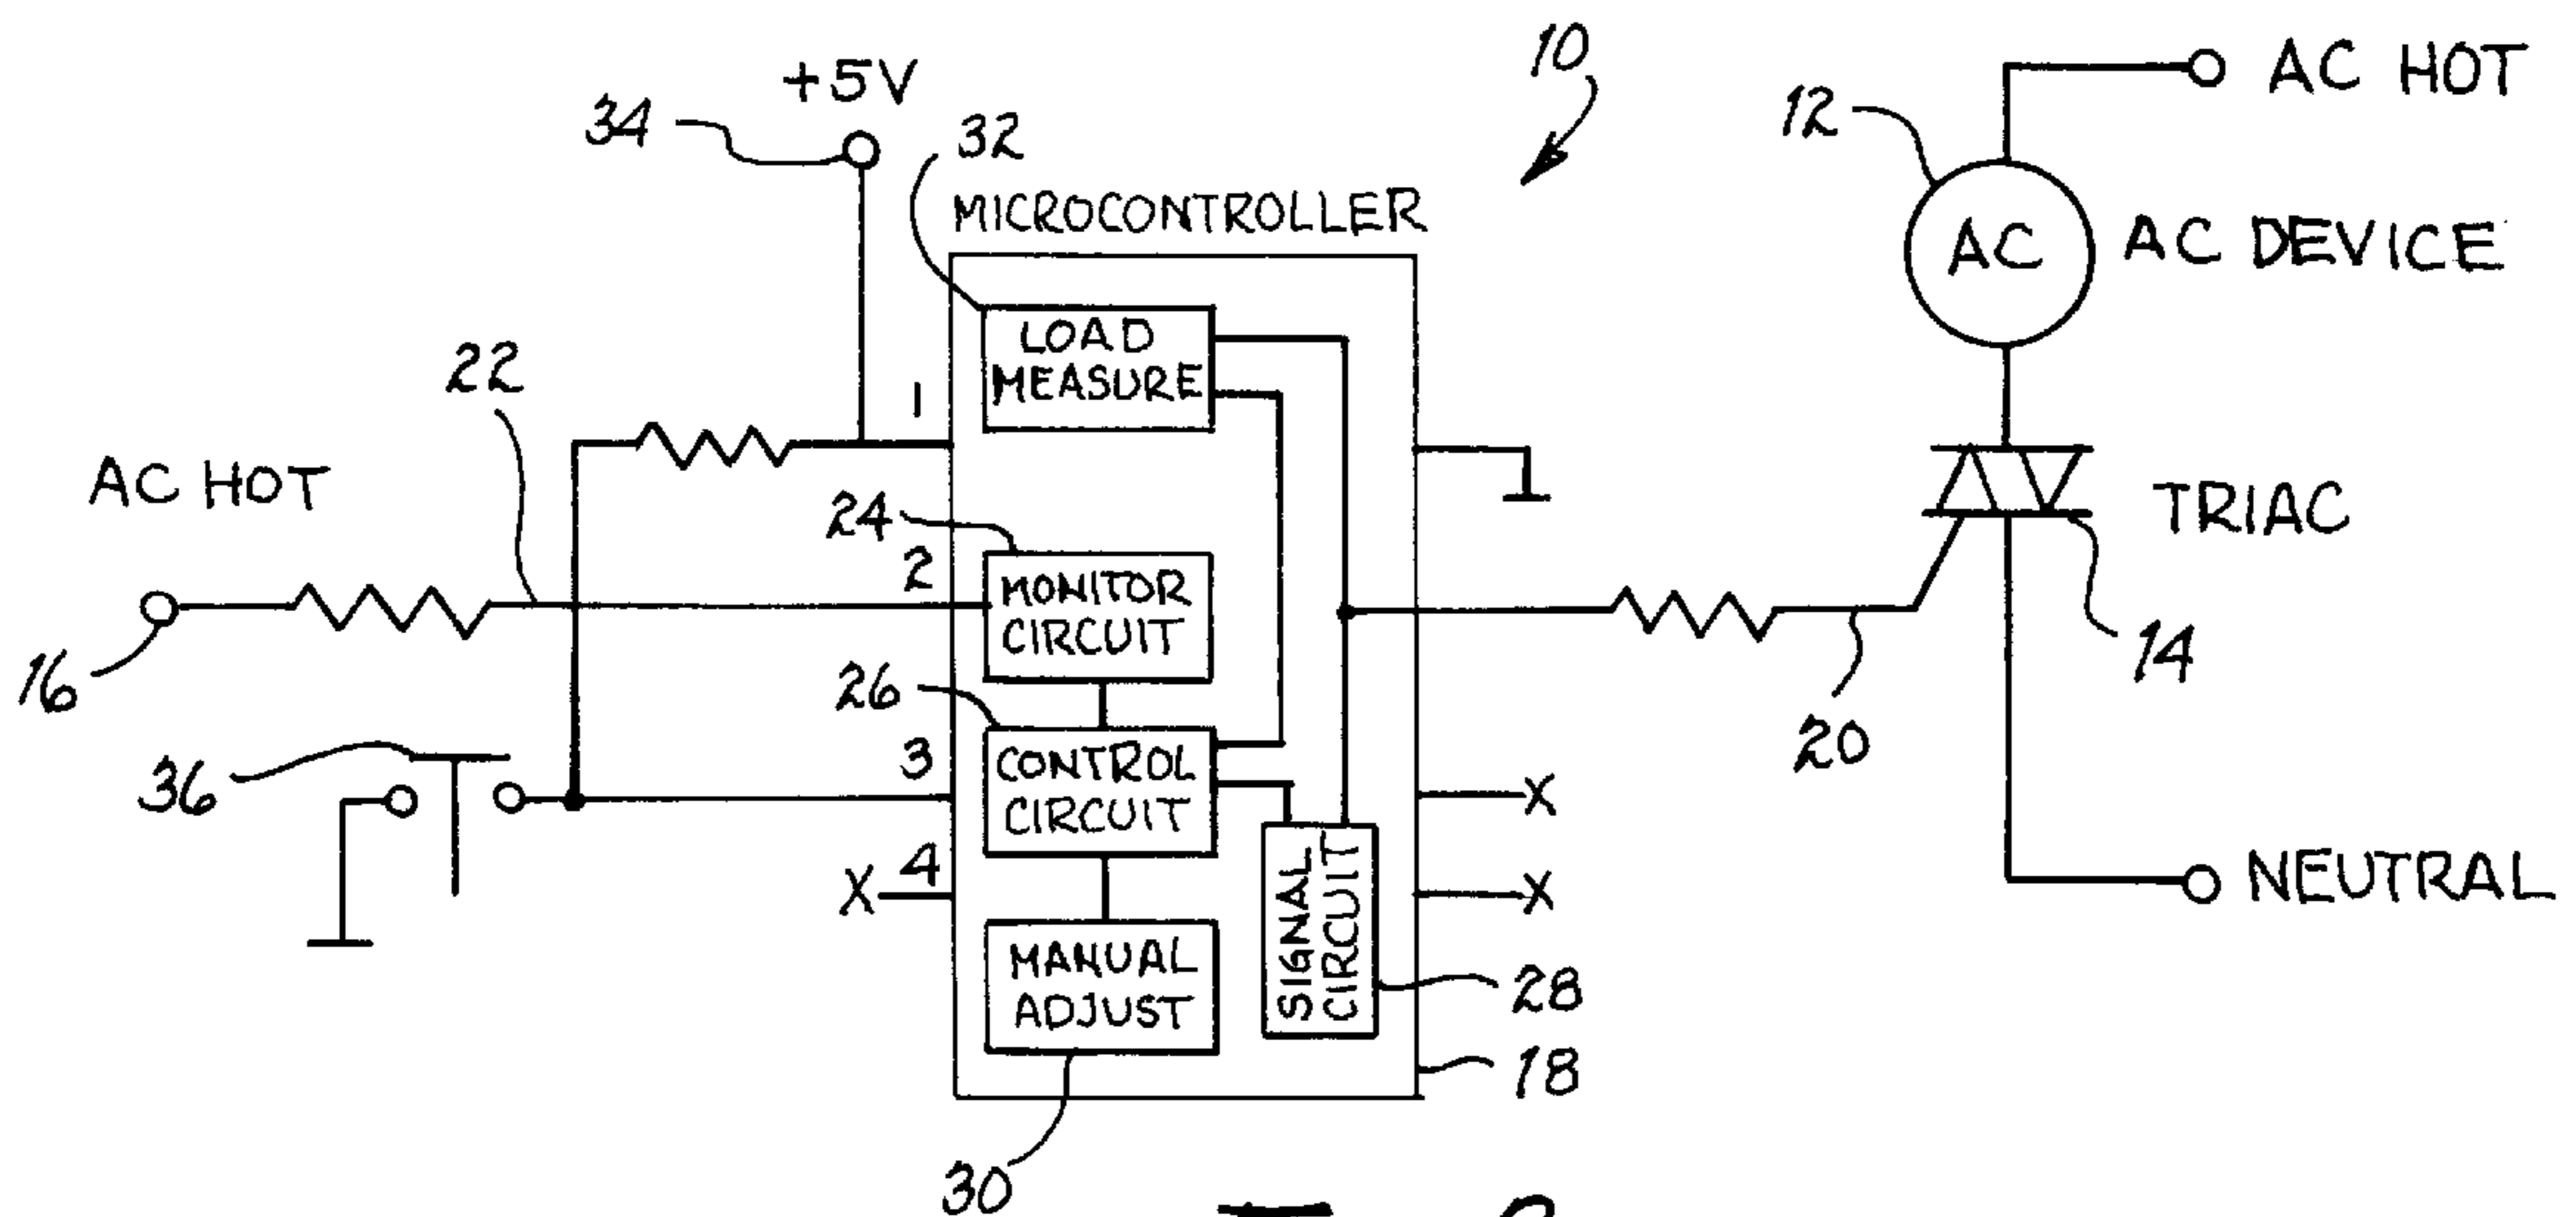 10
AC HOT
+5V
34
12
32
MICROCONTROLLER
AC
AC DEVICE
LOAD
MEASURE
22
1
AC HOT
24
TRIAC
2
MONITOR
CIRCUIT
16
26
14
20
36
3
CONTROL
CIRCUIT
X
4
X
X
NEUTRAL
SIGNAL
CIRCUIT
MANUAL
ADJUST
28
18
30